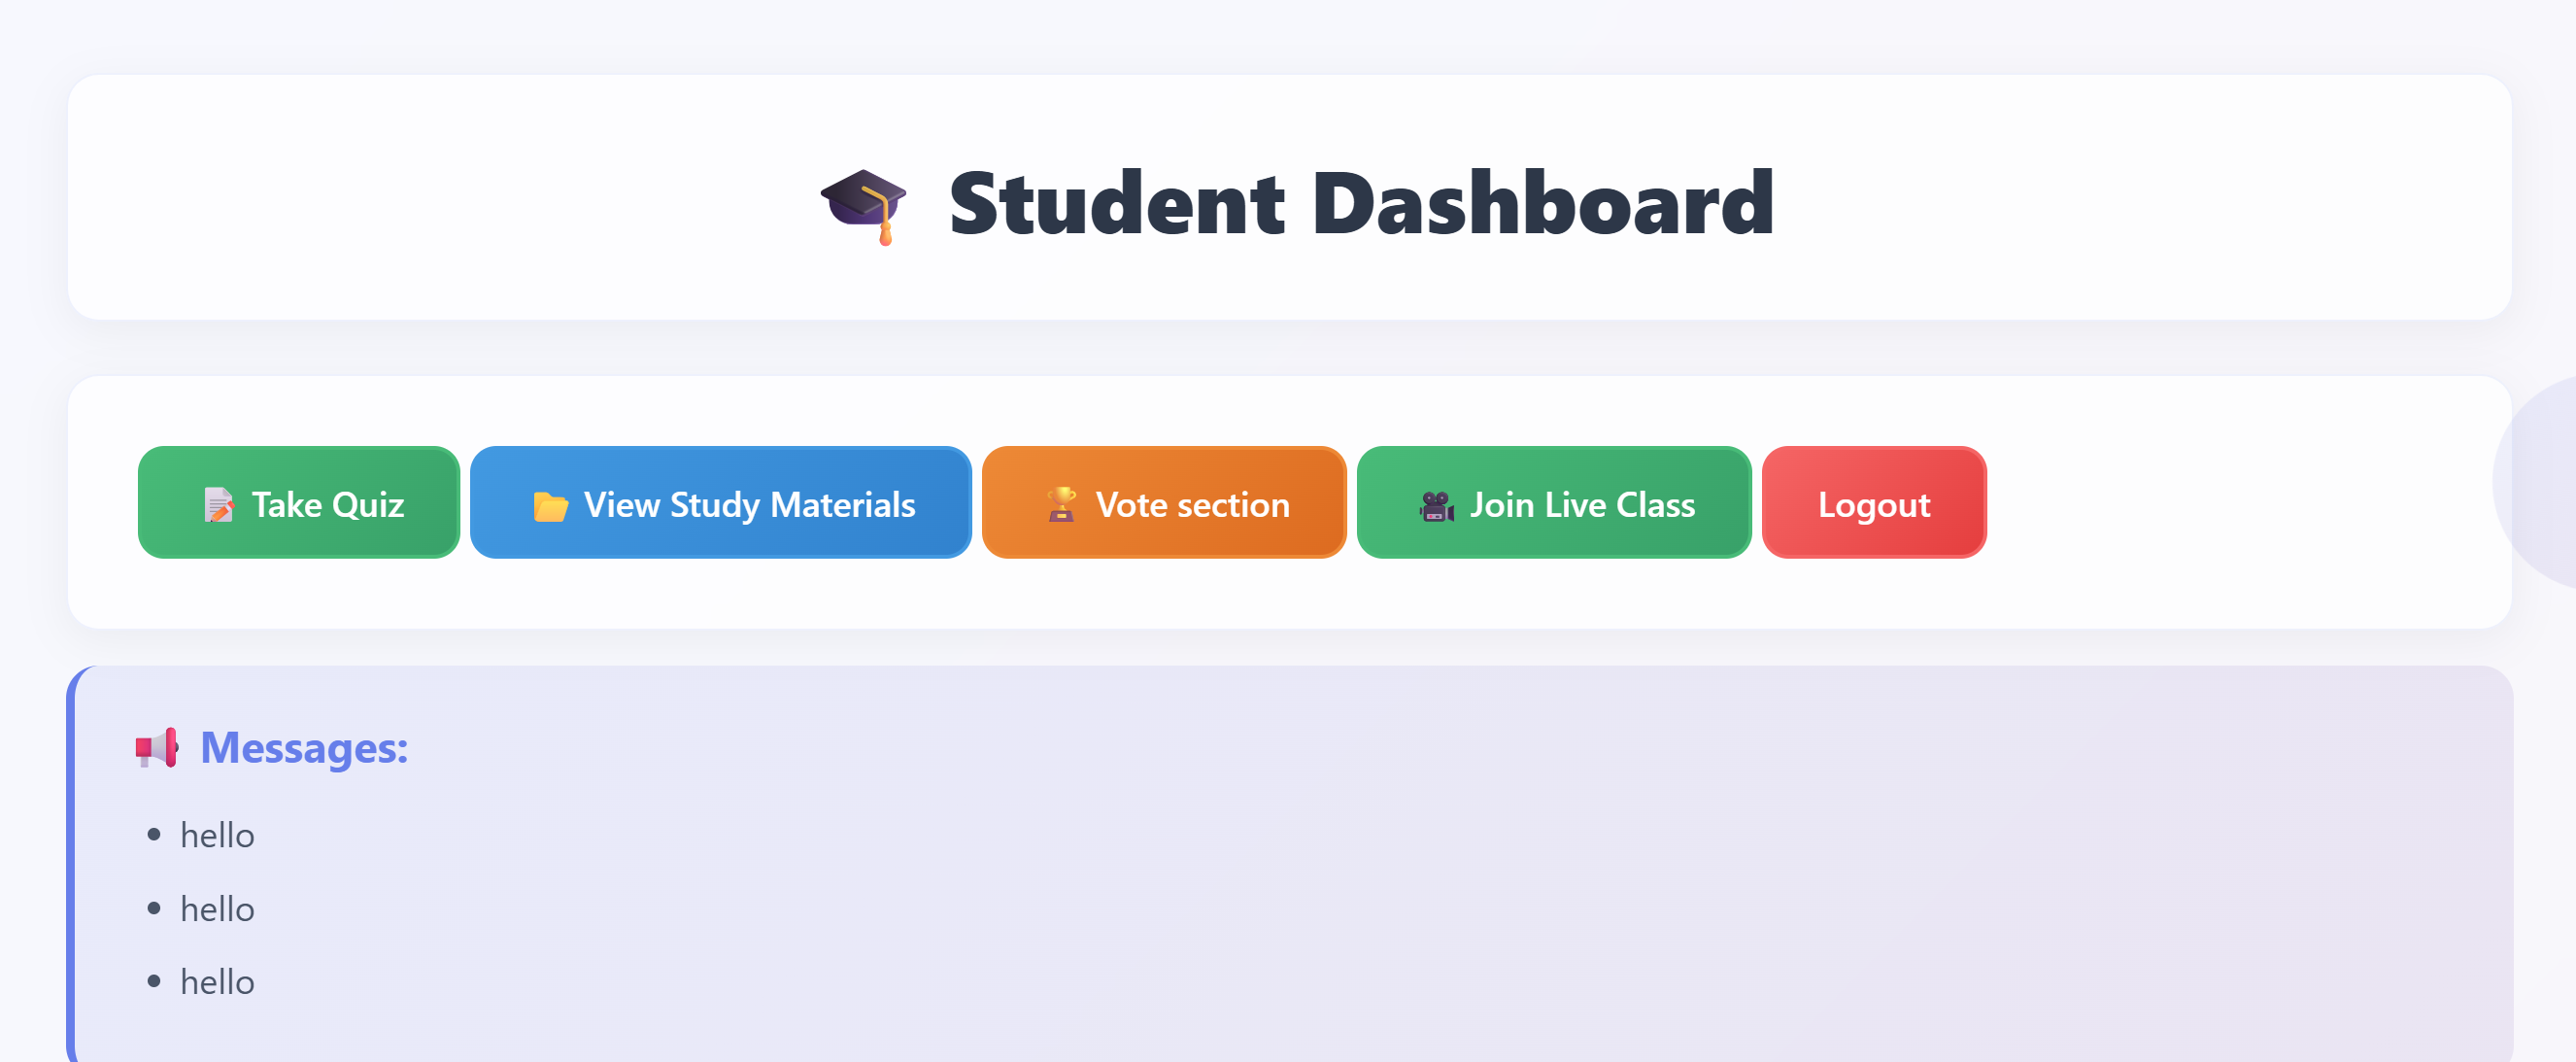 Student Dashboard
Take Quiz View Study Materials Vote section Join Live Class Logout
Messages:
hello
hello
hello